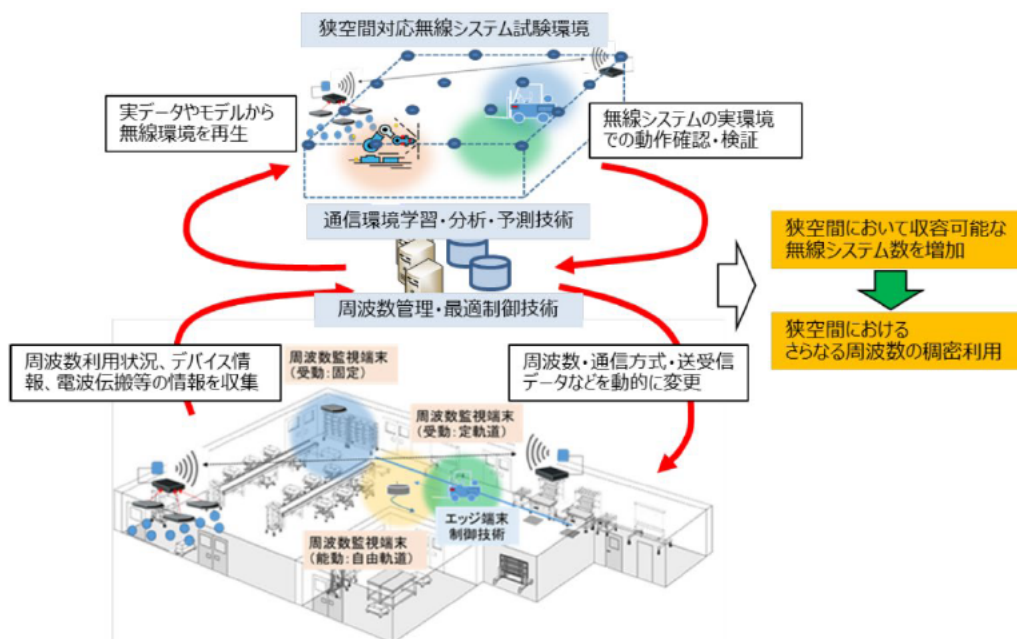 狭空間対応無線システム試験環境
実データやモデルから
無線環境を再生
無線システムの実環境
での動作確認・検証
通信環境学習・分析・予測技術
周波数管理・最適制御技術
狭空間において収容可能な
無線システム数を増加
狭空間における
さらなる周波数の稠密利用
周波数利用状況、デバイス情
報、電波伝搬等の情報を収集
周波数・通信方式・送受信
データなどを動的に変更
周波数監視端末
(受動:固定)
周波数監視端末
(受動:定軌道)
エッジ端末
制御技術
周波数監視端末
(能動:自由軌道)